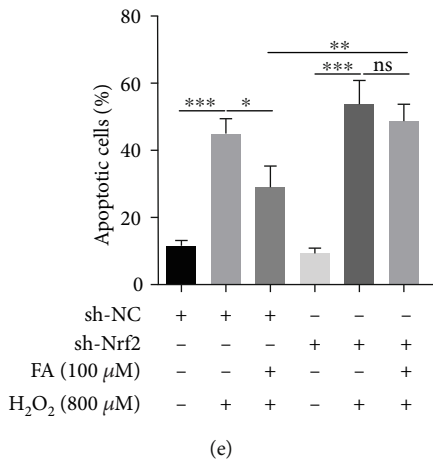 80
60
40
20
0
Apoptotic cells (%)
**
*** ns
*** *
sh-NC + + + – – –
sh-Nrf2 – – – + + +
FA (100 μM) – – + – – +
H₂O₂ (800 μM) – + + – + +
(e)